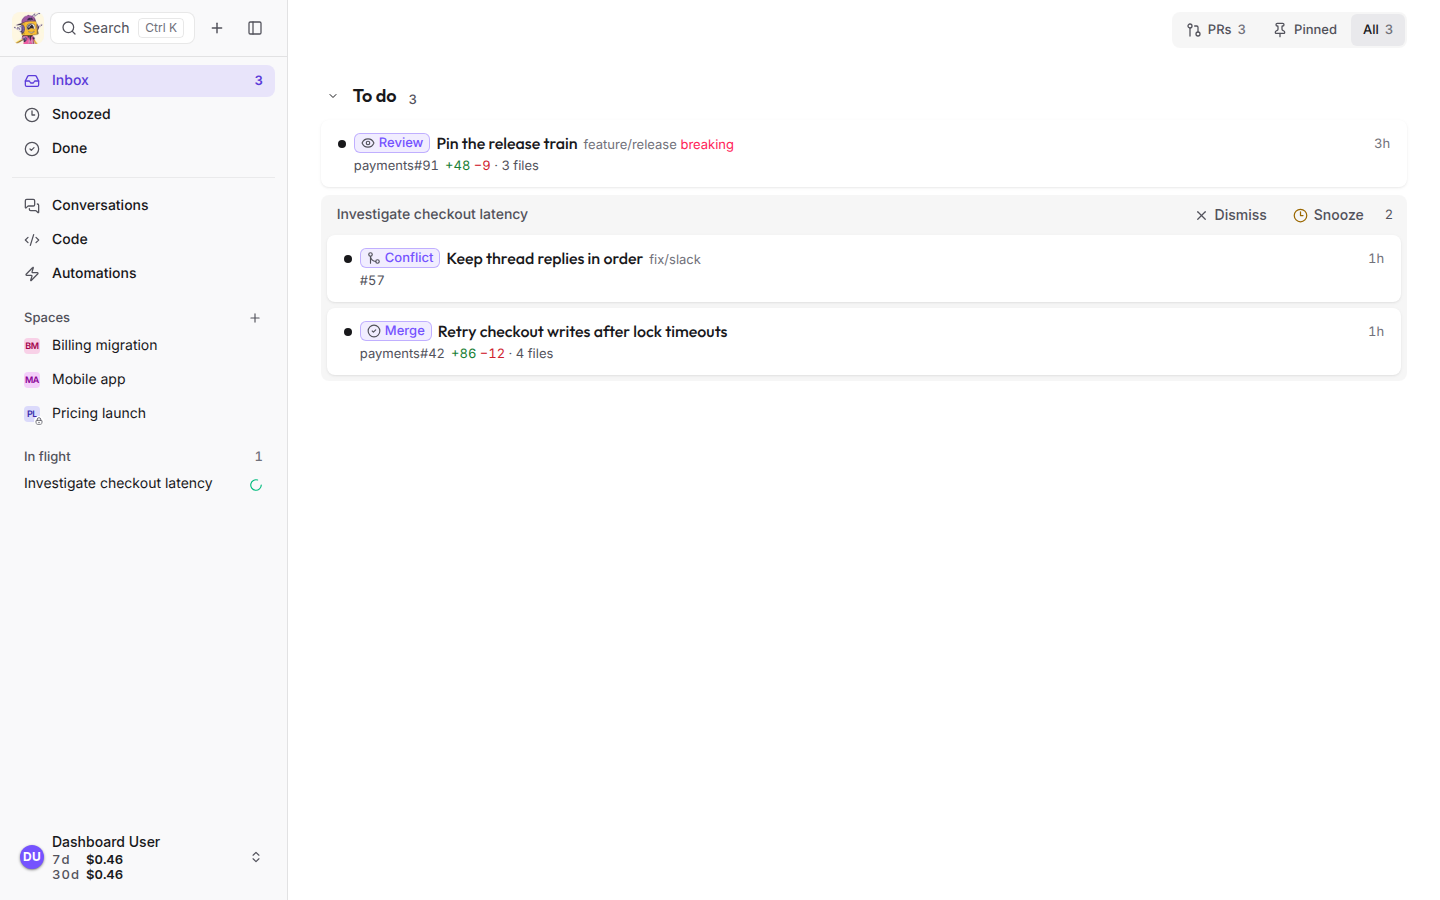 Search Ctrl K
Inbox 3
Snoozed
Done
Conversations
Code
Automations
Spaces
BM Billing migration
MA Mobile app
PL Pricing launch
In flight 1
Investigate checkout latency
DU Dashboard User
7d $0.46
30d $0.46
PRs 3 Pinned All 3
To do 3
Review Pin the release train feature/release breaking 3h
payments#91 +48 −9 · 3 files
Investigate checkout latency Dismiss Snooze 2
Conflict Keep thread replies in order fix/slack 1h
#57
Merge Retry checkout writes after lock timeouts 1h
payments#42 +86 −12 · 4 files